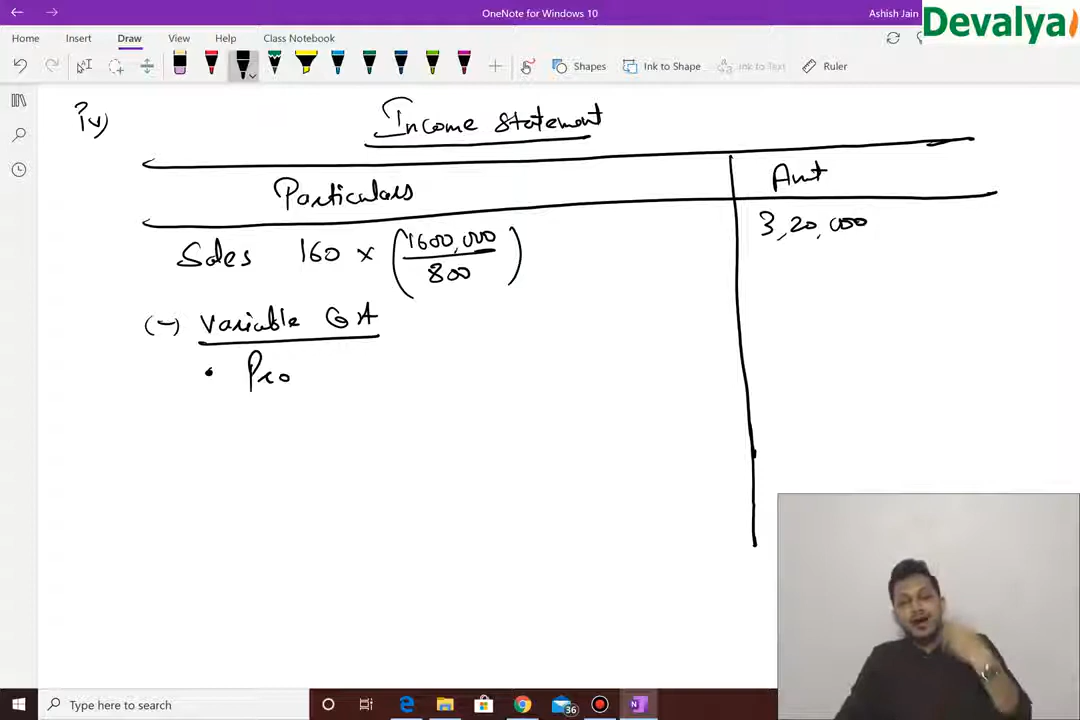 OneNote for Windows 10
Ashish Jain
Devalya
Home Insert Draw View Help Class Notebook
Shapes Ink to Shape Ink to Text Ruler
iv) Income Statement
Particulars Amt
Sales 160 × (1600,000 / 800) 3,20,000
(-) Variable GA
• Pro
Type here to search
36